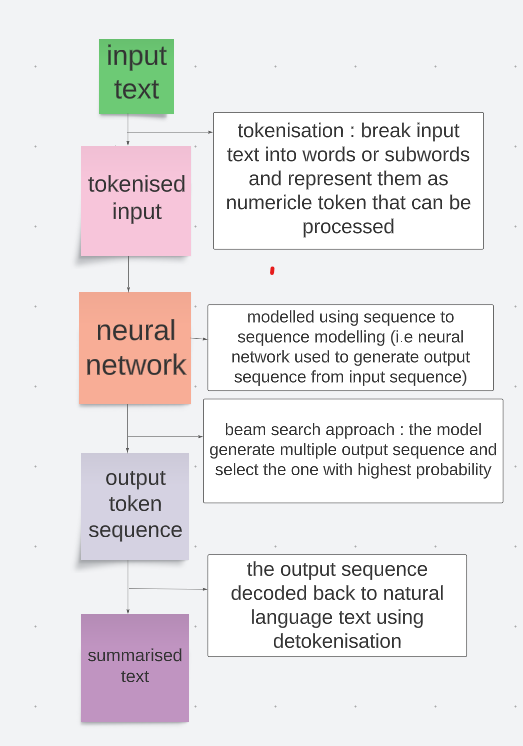 input
text
tokenisation : break input
text into words or subwords
and represent them as
numericle token that can be
processed
tokenised
input
neural
network
modelled using sequence to
sequence modelling (i.e neural
network used to generate output
sequence from input sequence)
beam search approach : the model
generate multiple output sequence and
select the one with highest probability
output
token
sequence
the output sequence
decoded back to natural
language text using
detokenisation
summarised
text